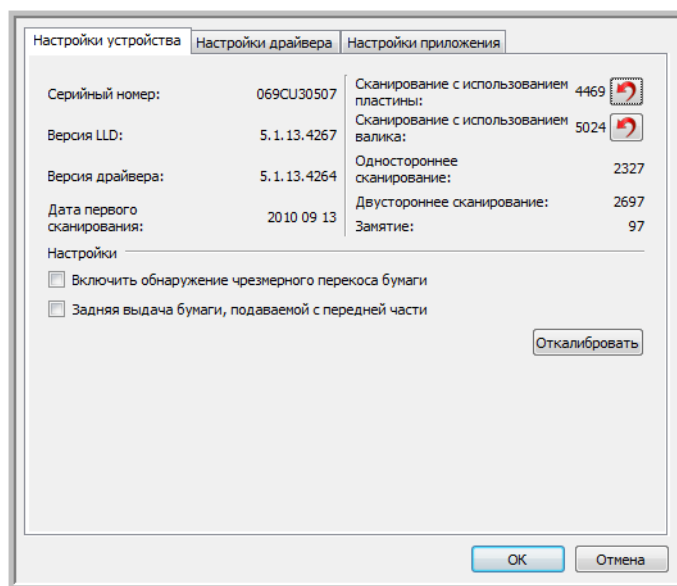 Настройки устройства
Настройки драйвера
Настройки приложения
Серийный номер: 069CU30507
Версия LLD: 5.1.13.4267
Версия драйвера: 5.1.13.4264
Дата первого
сканирования: 2010 09 13
Сканирование с использованием
пластины: 4469
Сканирование с использованием
валика: 5024
Одностороннее
сканирование: 2327
Двустороннее сканирование: 2697
Замятие: 97
Настройки
Включить обнаружение чрезмерного перекоса бумаги
Задняя выдача бумаги, подаваемой с передней части
Откалибровать
ОК
Отмена